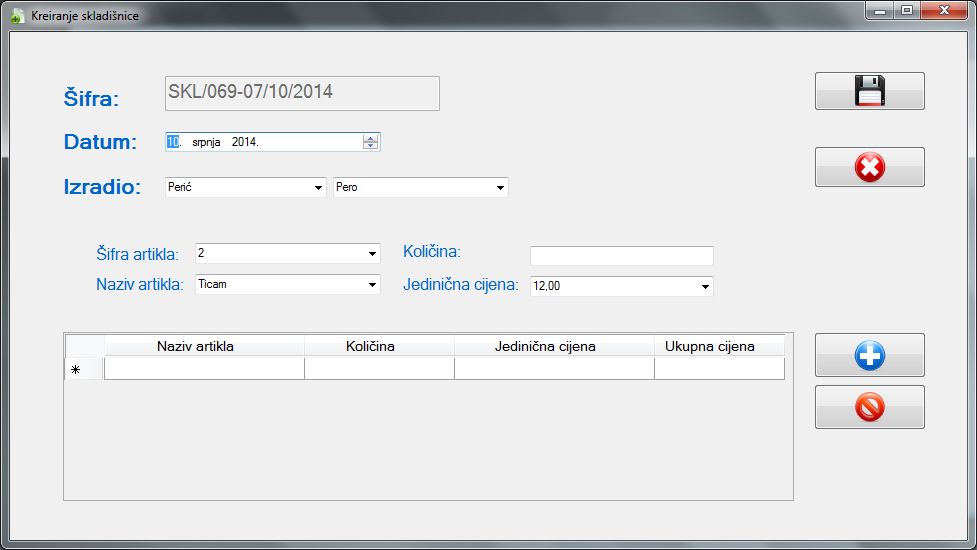 Kreiranje skladišnice
Šifra: SKL/069-07/10/2014
Datum: 10. srpnja 2014.
Izradio: Perić Pero
Šifra artikla: 2 Količina:
Naziv artikla: Ticam Jedinična cijena: 12,00
Naziv artikla Količina Jedinična cijena Ukupna cijena